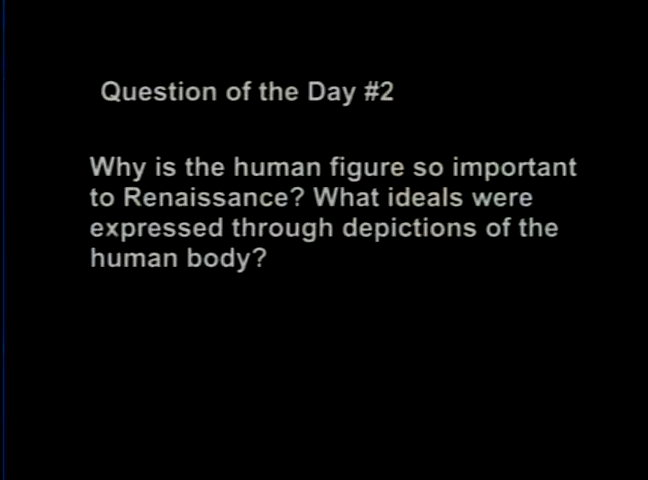 Question of the Day #2
Why is the human figure so important
to Renaissance? What ideals were
expressed through depictions of the
human body?